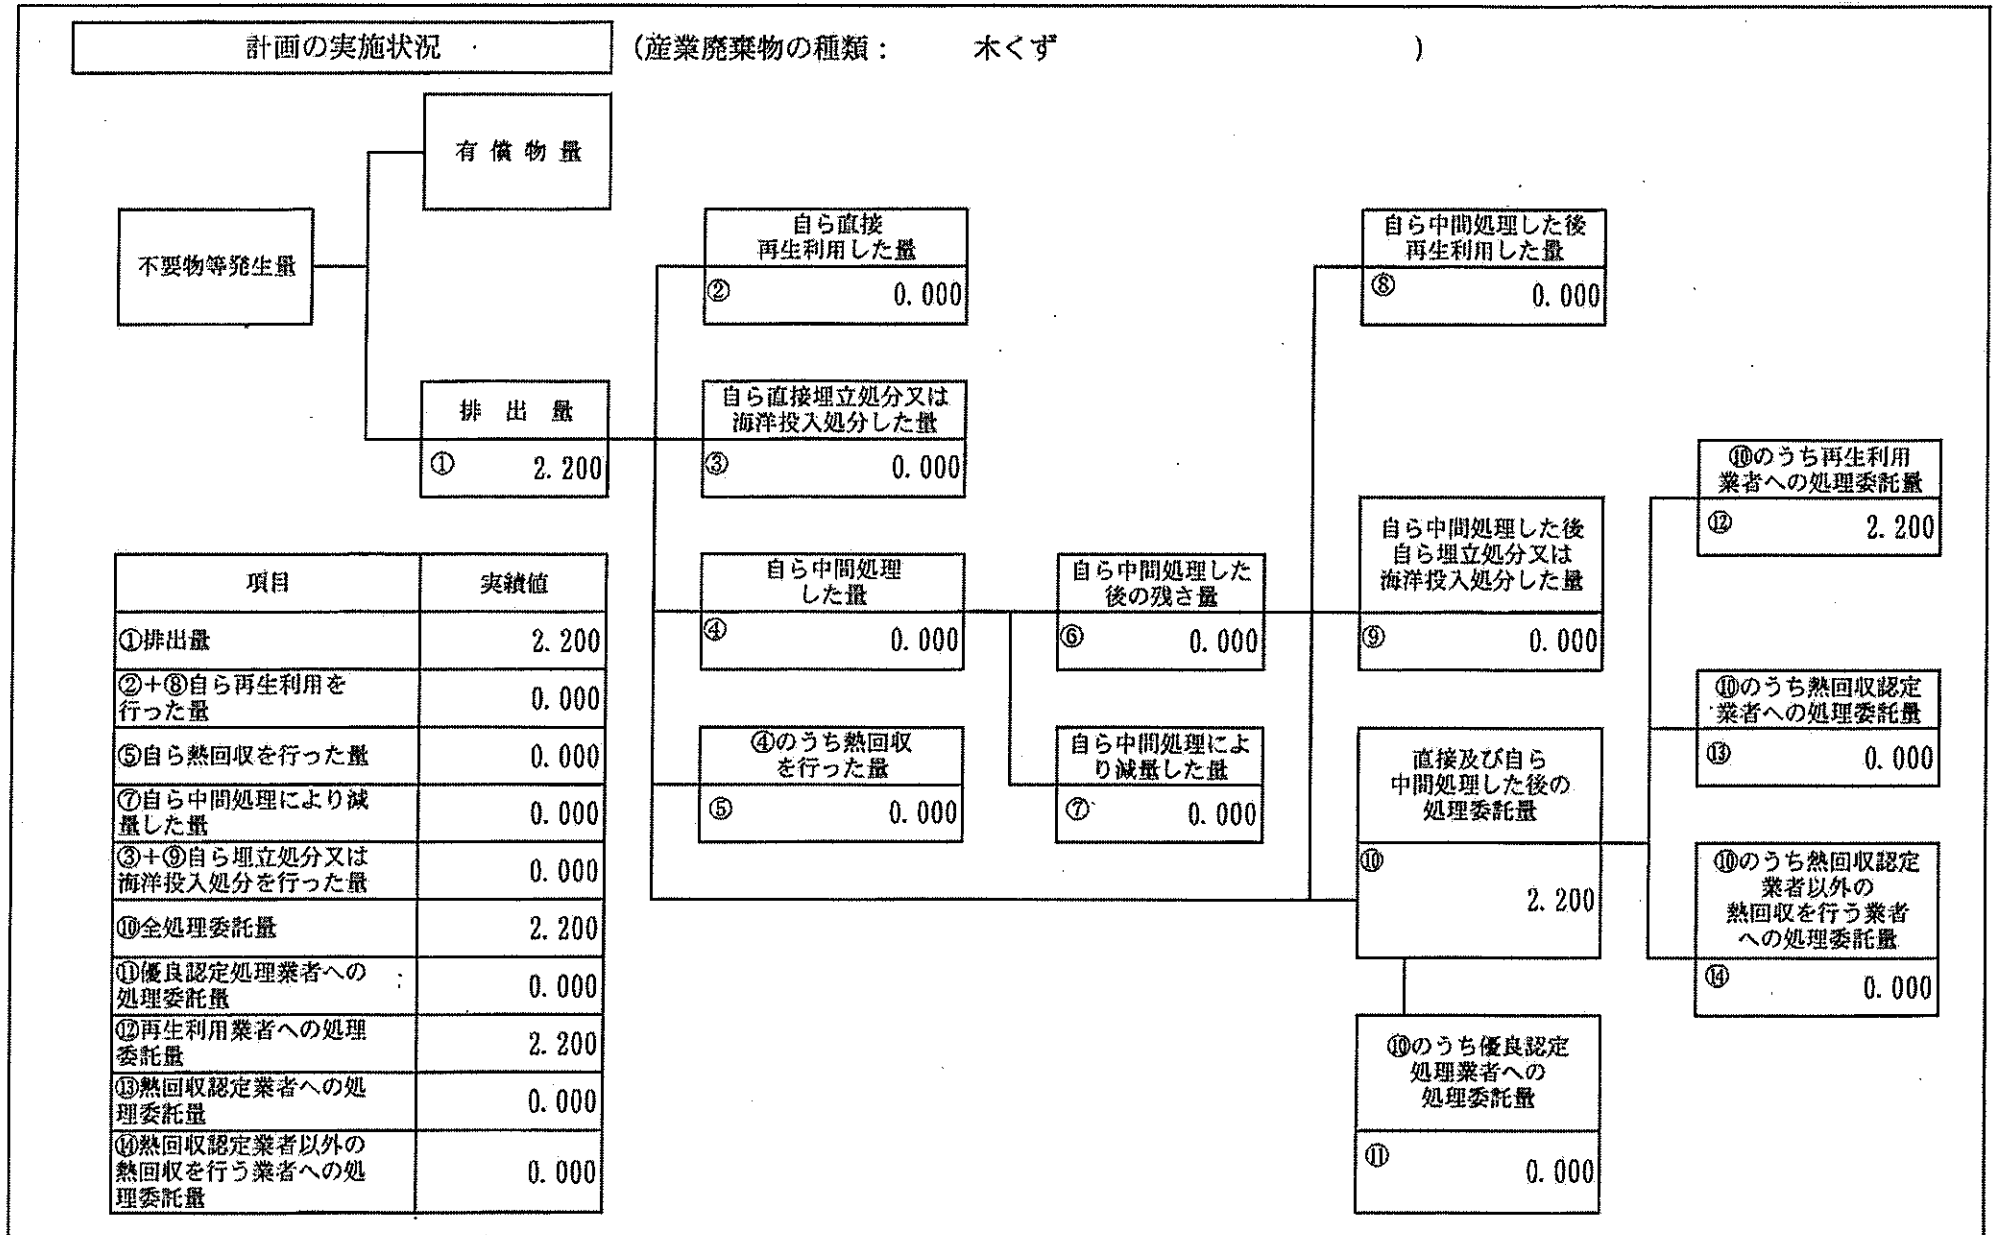 計画の実施状況
(産業廃棄物の種類： 木くず )
有償物量
不要物等発生量
排出量
① 2.200
自ら直接
再生利用した量
② 0.000
自ら直接埋立処分又は
海洋投入処分した量
③ 0.000
自ら中間処理
した量
④ 0.000
④のうち熱回収
を行った量
⑤ 0.000
自ら中間処理した
後の残さ量
⑥ 0.000
自ら中間処理によ
り減量した量
⑦ 0.000
自ら中間処理した後
再生利用した量
⑧ 0.000
自ら中間処理した後
自ら埋立処分又は
海洋投入処分した量
⑨ 0.000
直接及び自ら
中間処理した後の
処理委託量
⑩
2.200
⑩のうち優良認定
処理業者への
処理委託量
⑪ 0.000
⑩のうち再生利用
業者への処理委託量
⑫ 2.200
⑩のうち熱回収認定
業者への処理委託量
⑬ 0.000
⑩のうち熱回収認定
業者以外の
熱回収を行う業者
への処理委託量
⑭ 0.000
項目 実績値
①排出量 2.200
②+⑧自ら再生利用を
行った量 0.000
⑤自ら熱回収を行った量 0.000
⑦自ら中間処理により減
量した量 0.000
③+⑨自ら埋立処分又は
海洋投入処分を行った量 0.000
⑩全処理委託量 2.200
⑪優良認定処理業者への
処理委託量 0.000
⑫再生利用業者への処理
委託量 2.200
⑬熱回収認定業者への処
理委託量 0.000
⑭熱回収認定業者以外の
熱回収を行う業者への処
理委託量 0.000